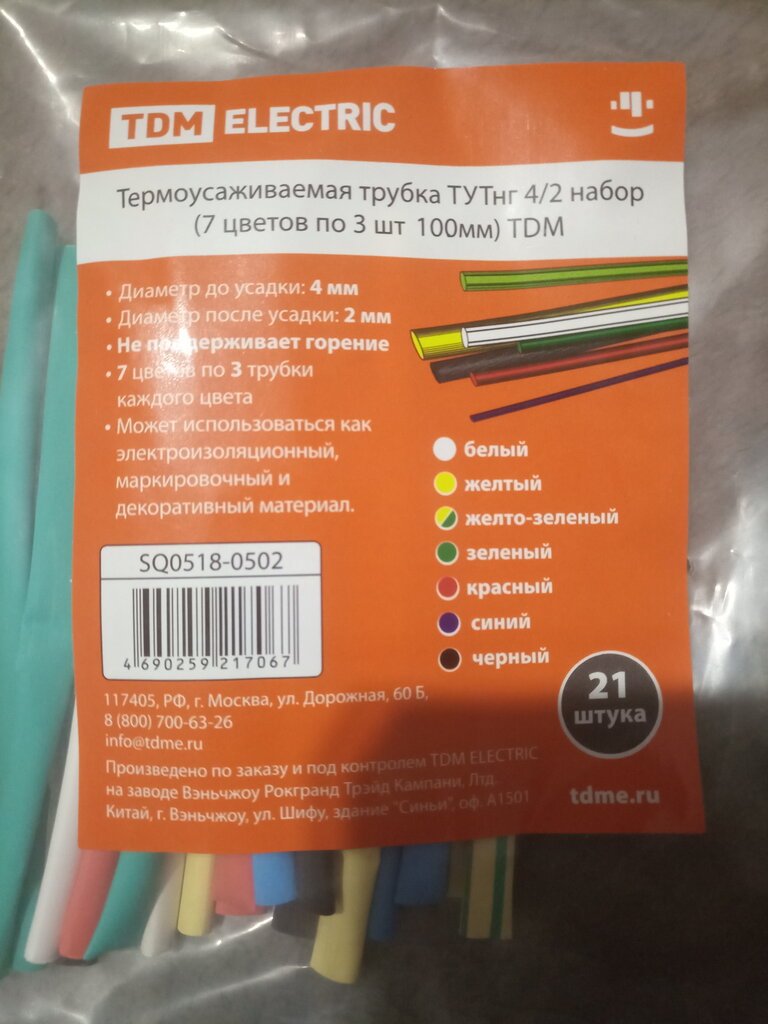 TDM ELECTRIC
Термоусаживаемая трубка ТУТнг 4/2 набор
(7 цветов по 3 шт 100мм) TDM
• Диаметр до усадки: 4 мм
• Диаметр после усадки: 2 мм
• Не поддерживает горение
• 7 цветов по 3 трубки
каждого цвета
• Может использоваться как
электроизоляционный,
маркировочный и
декоративный материал.
белый
желтый
желто-зеленый
зеленый
красный
синий
черный
SQ0518-0502
4 690259 217067
21
штука
117405, РФ, г. Москва, ул. Дорожная, 60 Б,
8 (800) 700-63-26
info@tdme.ru
Произведено по заказу и под контролем TDM ELECTRIC
на заводе Вэньчжоу Рокгранд Трэйд Кампани, Лтд
Китай, г. Вэньчжоу, ул. Шифу, здание "Синьи", оф. А1501
tdme.ru